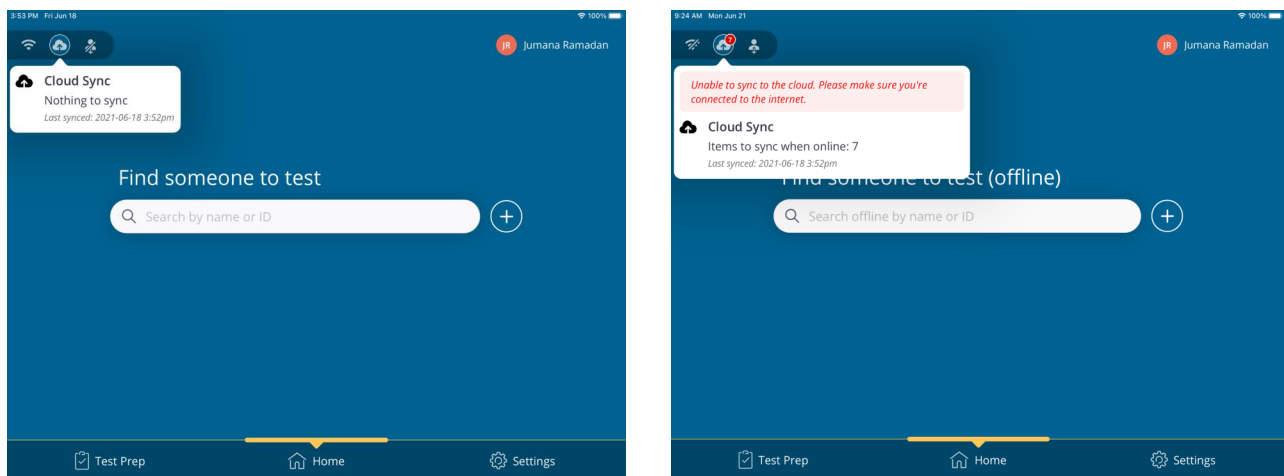 3:53 PM Fri Jun 18
100%
JR Jumana Ramadan
Cloud Sync
Nothing to sync
Last synced: 2021-06-18 3:52pm
Find someone to test
Search by name or ID
Test Prep
Home
Settings
9:24 AM Mon Jun 21
100%
7
JR Jumana Ramadan
Unable to sync to the cloud. Please make sure you're
connected to the internet.
Cloud Sync
Items to sync when online: 7
Last synced: 2021-06-18 3:52pm
Find someone to test (offline)
Search offline by name or ID
Test Prep
Home
Settings